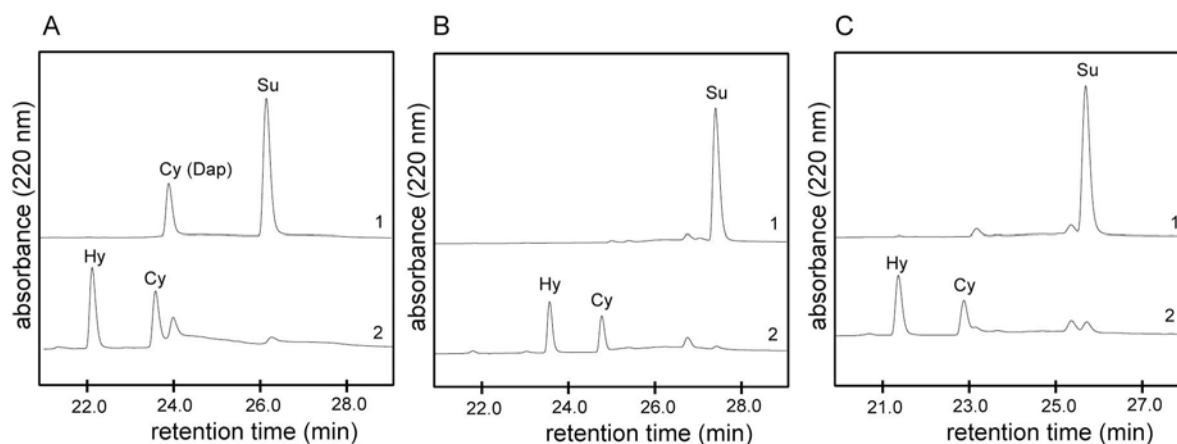 A
absorbance (220 nm)
Cy (Dap)
Su
1
Hy
Cy
2
22.0 24.0 26.0 28.0
retention time (min)
B
absorbance (220 nm)
Su
1
Hy
Cy
2
22.0 24.0 26.0 28.0
retention time (min)
C
absorbance (220 nm)
Su
1
Hy
Cy
2
21.0 23.0 25.0 27.0
retention time (min)